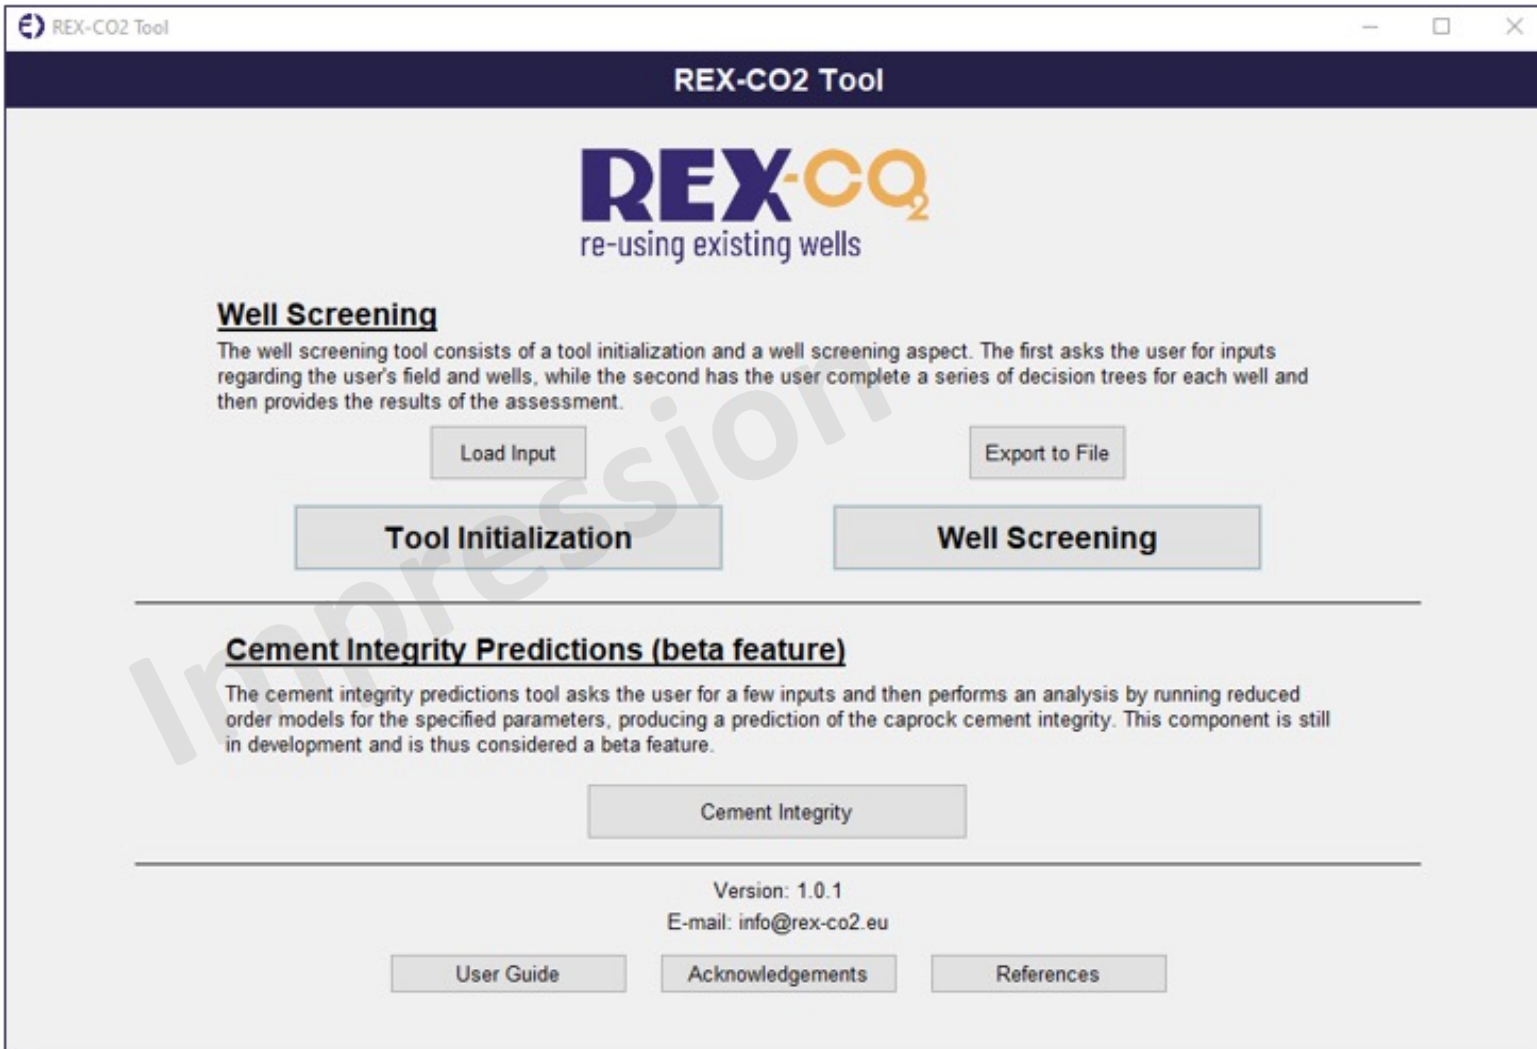 REX-CO2 Tool
REX-CO2 Tool
REX-CO2
re-using existing wells
Well Screening
The well screening tool consists of a tool initialization and a well screening aspect. The first asks the user for inputs
regarding the user's field and wells, while the second has the user complete a series of decision trees for each well and
then provides the results of the assessment.
Load Input
Export to File
Tool Initialization
Well Screening
Impression
Cement Integrity Predictions (beta feature)
The cement integrity predictions tool asks the user for a few inputs and then performs an analysis by running reduced
order models for the specified parameters, producing a prediction of the caprock cement integrity. This component is still
in development and is thus considered a beta feature.
Cement Integrity
Version: 1.0.1
E-mail: info@rex-co2.eu
User Guide
Acknowledgements
References